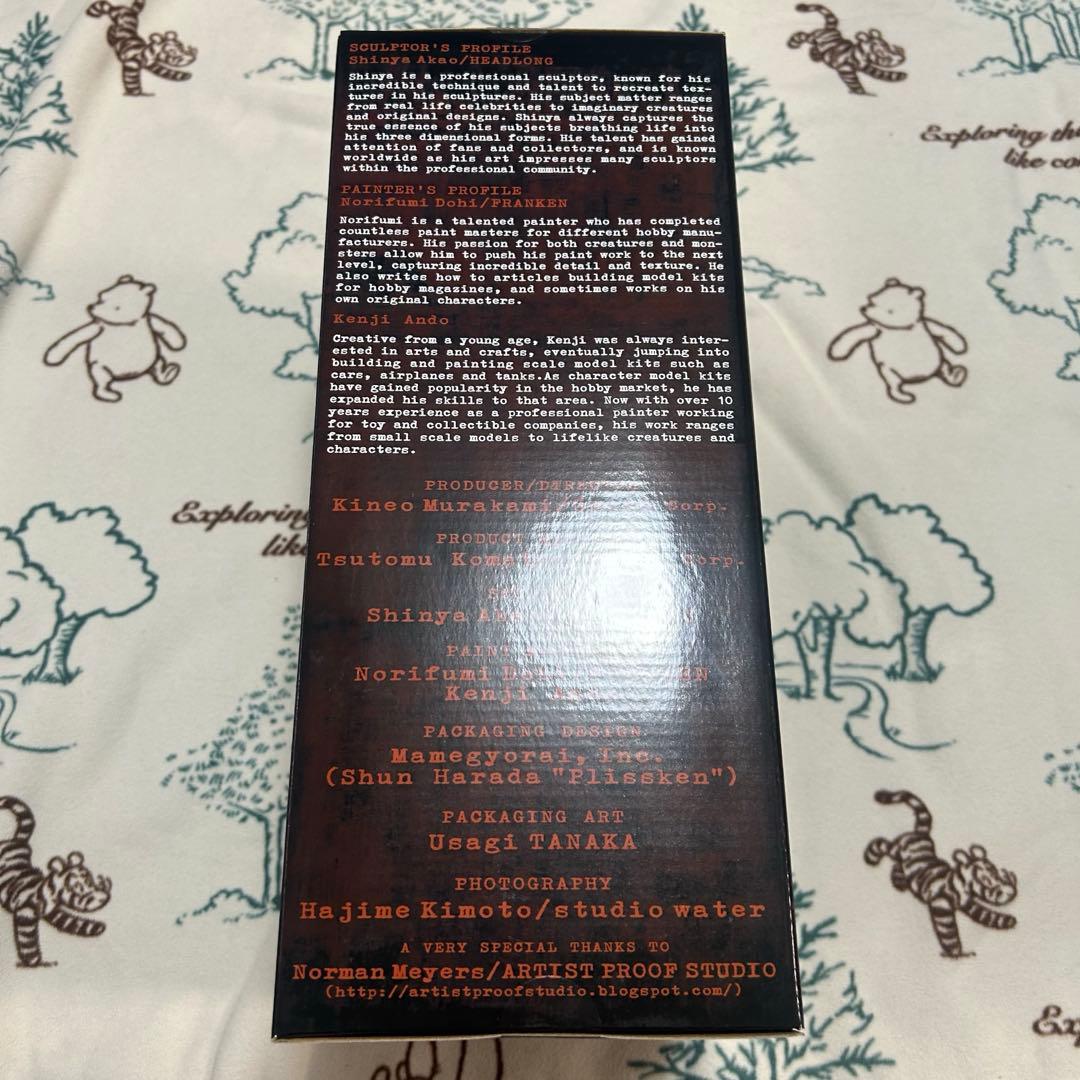 SCULPTOR'S PROFILE
Shinya Akao/HEADLONG
Shinya is a professional sculptor, known for his
incredible technique and talent to recreate tex-
tures in his sculptures. His subject matter ranges
from real life celebrities to imaginary creatures
and original designs. Shinya always captures the
true essence of his subjects breathing life into
his three dimensional forms. His talent has gained
attention of fans and collectors, and is known
worldwide as his art impresses many sculptors
within the professional community.
PAINTER'S PROFILE
Norifumi Dohi/FRANKEN
Norifumi is a talented painter who has completed
countless paint masters for different hobby manu-
facturers. His passion for both creatures and mon-
sters allow him to push his paint work to the next
level, capturing incredible detail and texture. He
also writes how to articles building model kits
for hobby magazines, and sometimes works on his
own original characters.
Kenji Ando
Creative from a young age, Kenji was always inter-
ested in arts and crafts, eventually jumping into
building and painting scale model kits such as
cars, airplanes and tanks.As character model kits
have gained popularity in the hobby market, he has
expanded his skills to that area. Now with over 10
years experience as a professional painter working
for toy and collectible companies, his work ranges
from small scale models to lifelike creatures and
characters.
PRODUCER/
Kineo Murakami Corp.
PRODUCT
Tsutomu Corp.
Shinya
Norifumi
Kenji
PACKAGING DESIGN
Mamegyorai, Inc.
(Shun Harada "Plissken")
PACKAGING ART
Usagi TANAKA
PHOTOGRAPHY
Hajime Kimoto/studio water
A VERY SPECIAL THANKS TO
Norman Meyers/ARTIST PROOF STUDIO
(http://artistproofstudio.blogspot.com/)
Exploring
like
Exploring
like